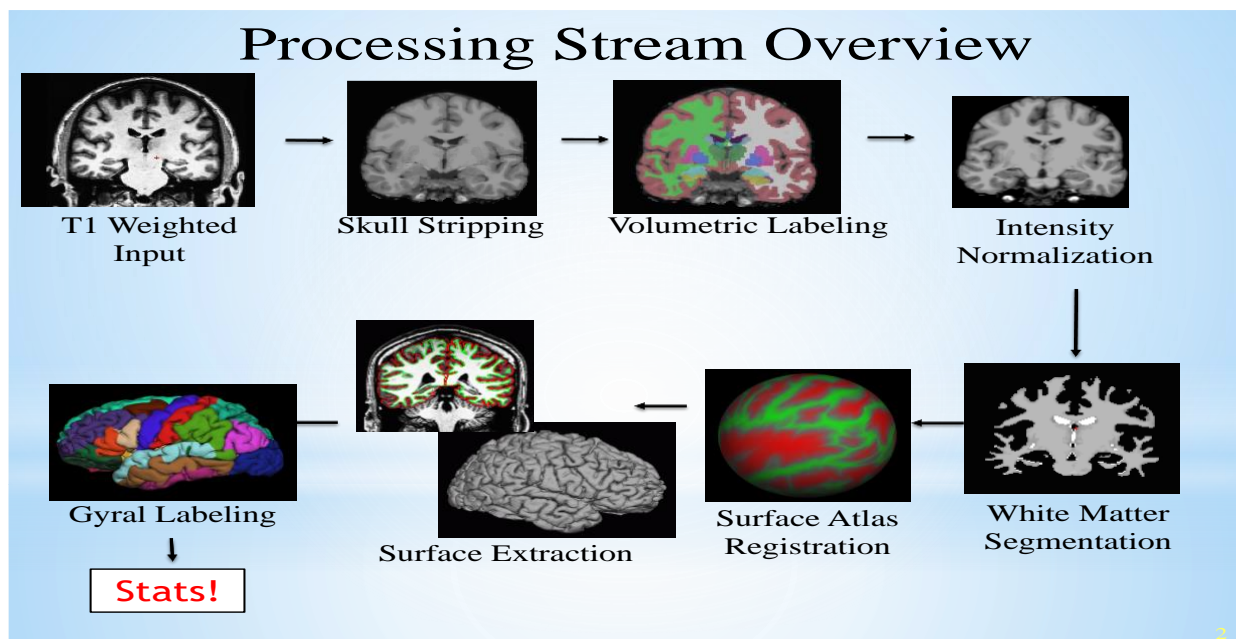 Processing Stream Overview
T1 Weighted
Input
Skull Stripping
Volumetric Labeling
Intensity
Normalization
Gyral Labeling
Surface Extraction
Surface Atlas
Registration
White Matter
Segmentation
Stats!
2